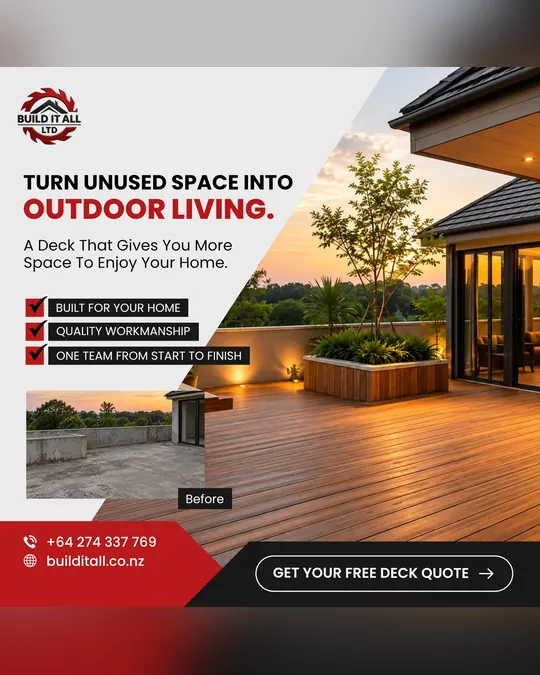 BUILD IT ALL
LTD
TURN UNUSED SPACE INTO
OUTDOOR LIVING.
A Deck That Gives You More
Space To Enjoy Your Home.
BUILT FOR YOUR HOME
QUALITY WORKMANSHIP
ONE TEAM FROM START TO FINISH
Before
+64 274 337 769
builditall.co.nz
GET YOUR FREE DECK QUOTE →